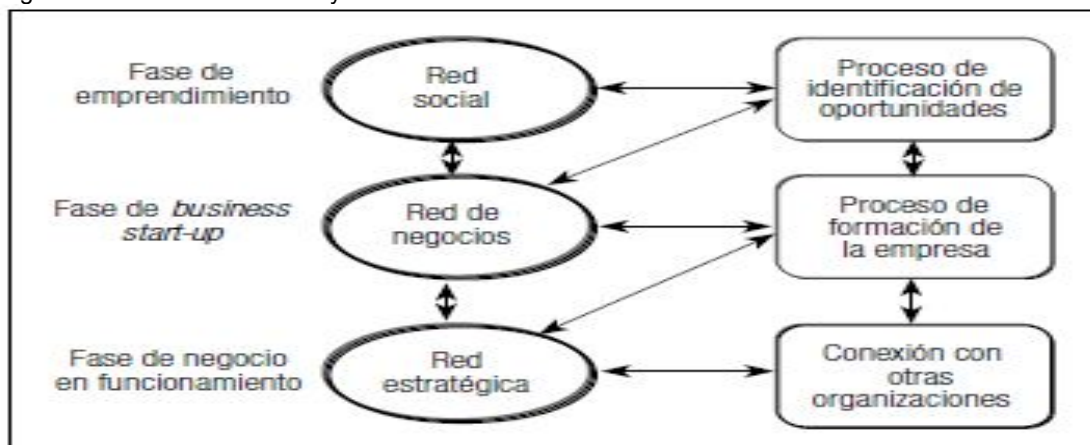 Fase de
emprendimiento
Red
social
Proceso de
identificación de
oportunidades
Fase de business
start-up
Red de
negocios
Proceso de
formación de
la empresa
Fase de negocio
en funcionamiento
Red
estratégica
Conexión con
otras
organizaciones